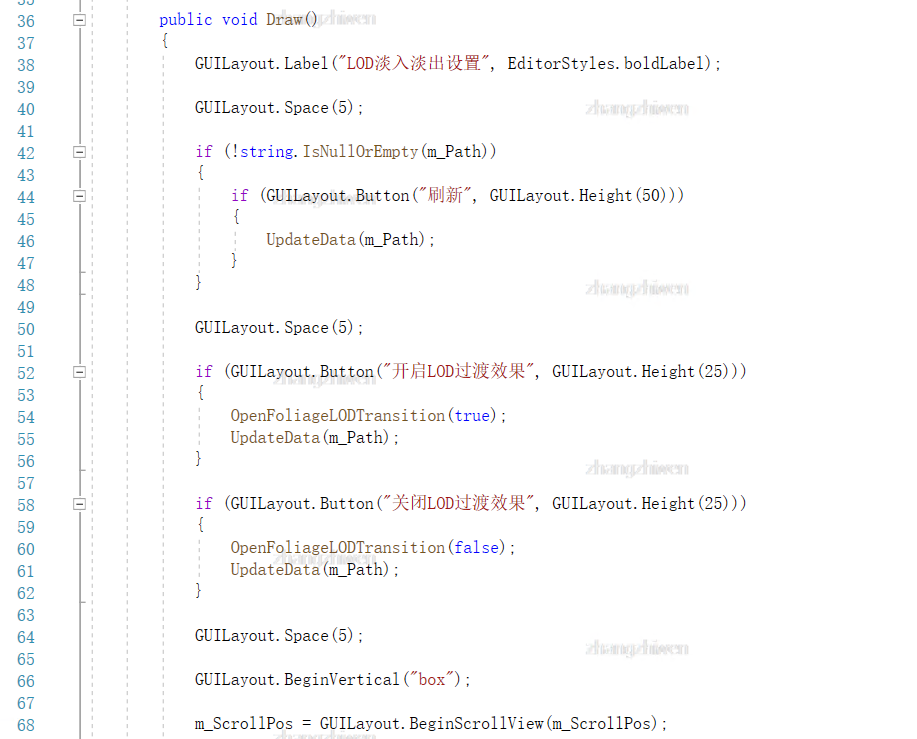 36 public void Draw()
37 {
38 GUILayout.Label("LOD淡入淡出设置", EditorStyles.boldLabel);
39
40 GUILayout.Space(5);
41
42 if (!string.IsNullOrEmpty(m_Path))
43 {
44 if (GUILayout.Button("刷新", GUILayout.Height(50)))
45 {
46 UpdateData(m_Path);
47 }
48 }
49
50 GUILayout.Space(5);
51
52 if (GUILayout.Button("开启LOD过渡效果", GUILayout.Height(25)))
53 {
54 OpenFoliageLODTransition(true);
55 UpdateData(m_Path);
56 }
57
58 if (GUILayout.Button("关闭LOD过渡效果", GUILayout.Height(25)))
59 {
60 OpenFoliageLODTransition(false);
61 UpdateData(m_Path);
62 }
63
64 GUILayout.Space(5);
65
66 GUILayout.BeginVertical("box");
67
68 m_ScrollPos = GUILayout.BeginScrollView(m_ScrollPos);